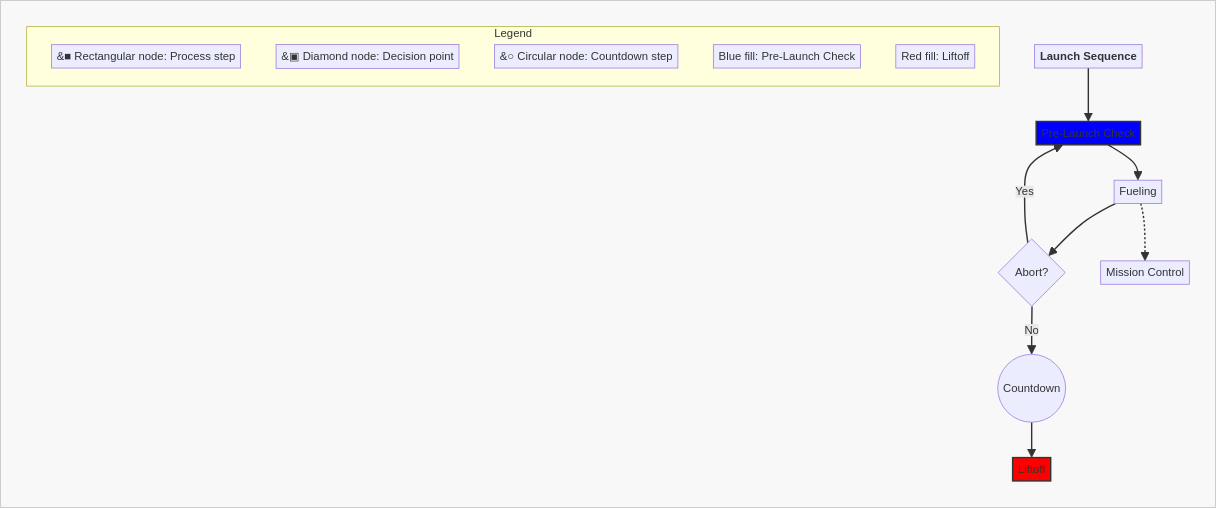 Legend
&■ Rectangular node: Process step
&▣ Diamond node: Decision point
&○ Circular node: Countdown step
Blue fill: Pre-Launch Check
Red fill: Liftoff
Launch Sequence
Pre-Launch Check
Yes
Fueling
Abort?
Mission Control
No
Countdown
Liftoff